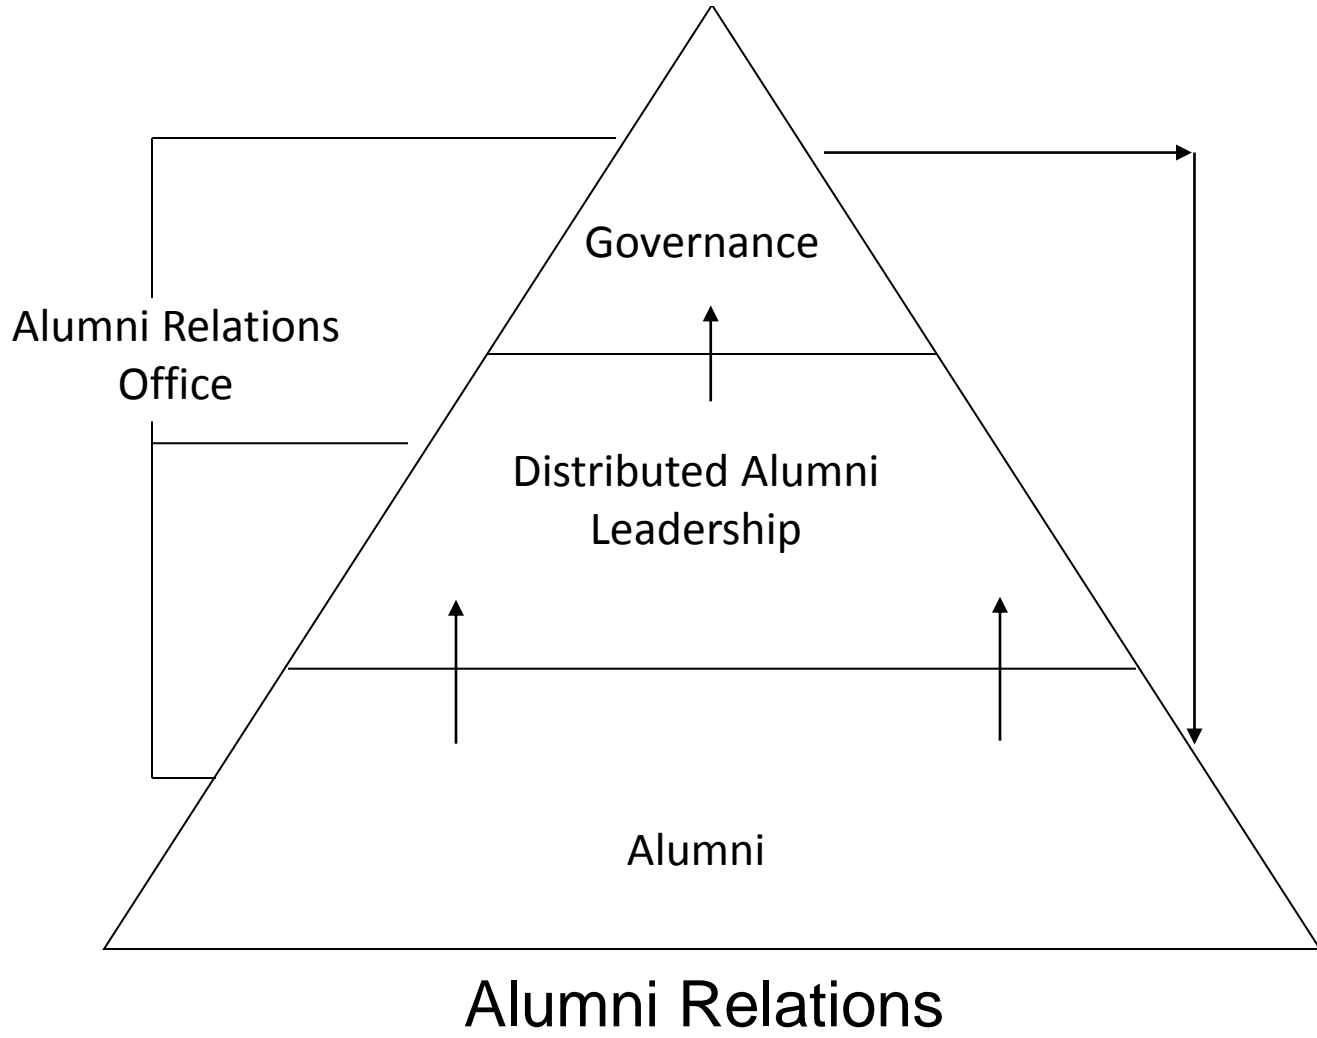 Governance
Alumni Relations
Office
Distributed Alumni
Leadership
Alumni
Alumni Relations